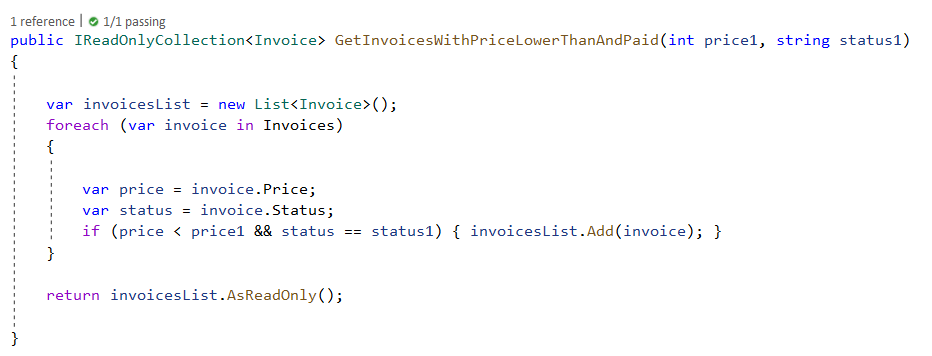 1 reference | 1/1 passing
public IReadOnlyCollection<Invoice> GetInvoicesWithPriceLowerThanAndPaid(int price1, string status1)
{
var invoicesList = new List<Invoice>();
foreach (var invoice in Invoices)
{
var price = invoice.Price;
var status = invoice.Status;
if (price < price1 && status == status1) { invoicesList.Add(invoice); }
}
return invoicesList.AsReadOnly();
}